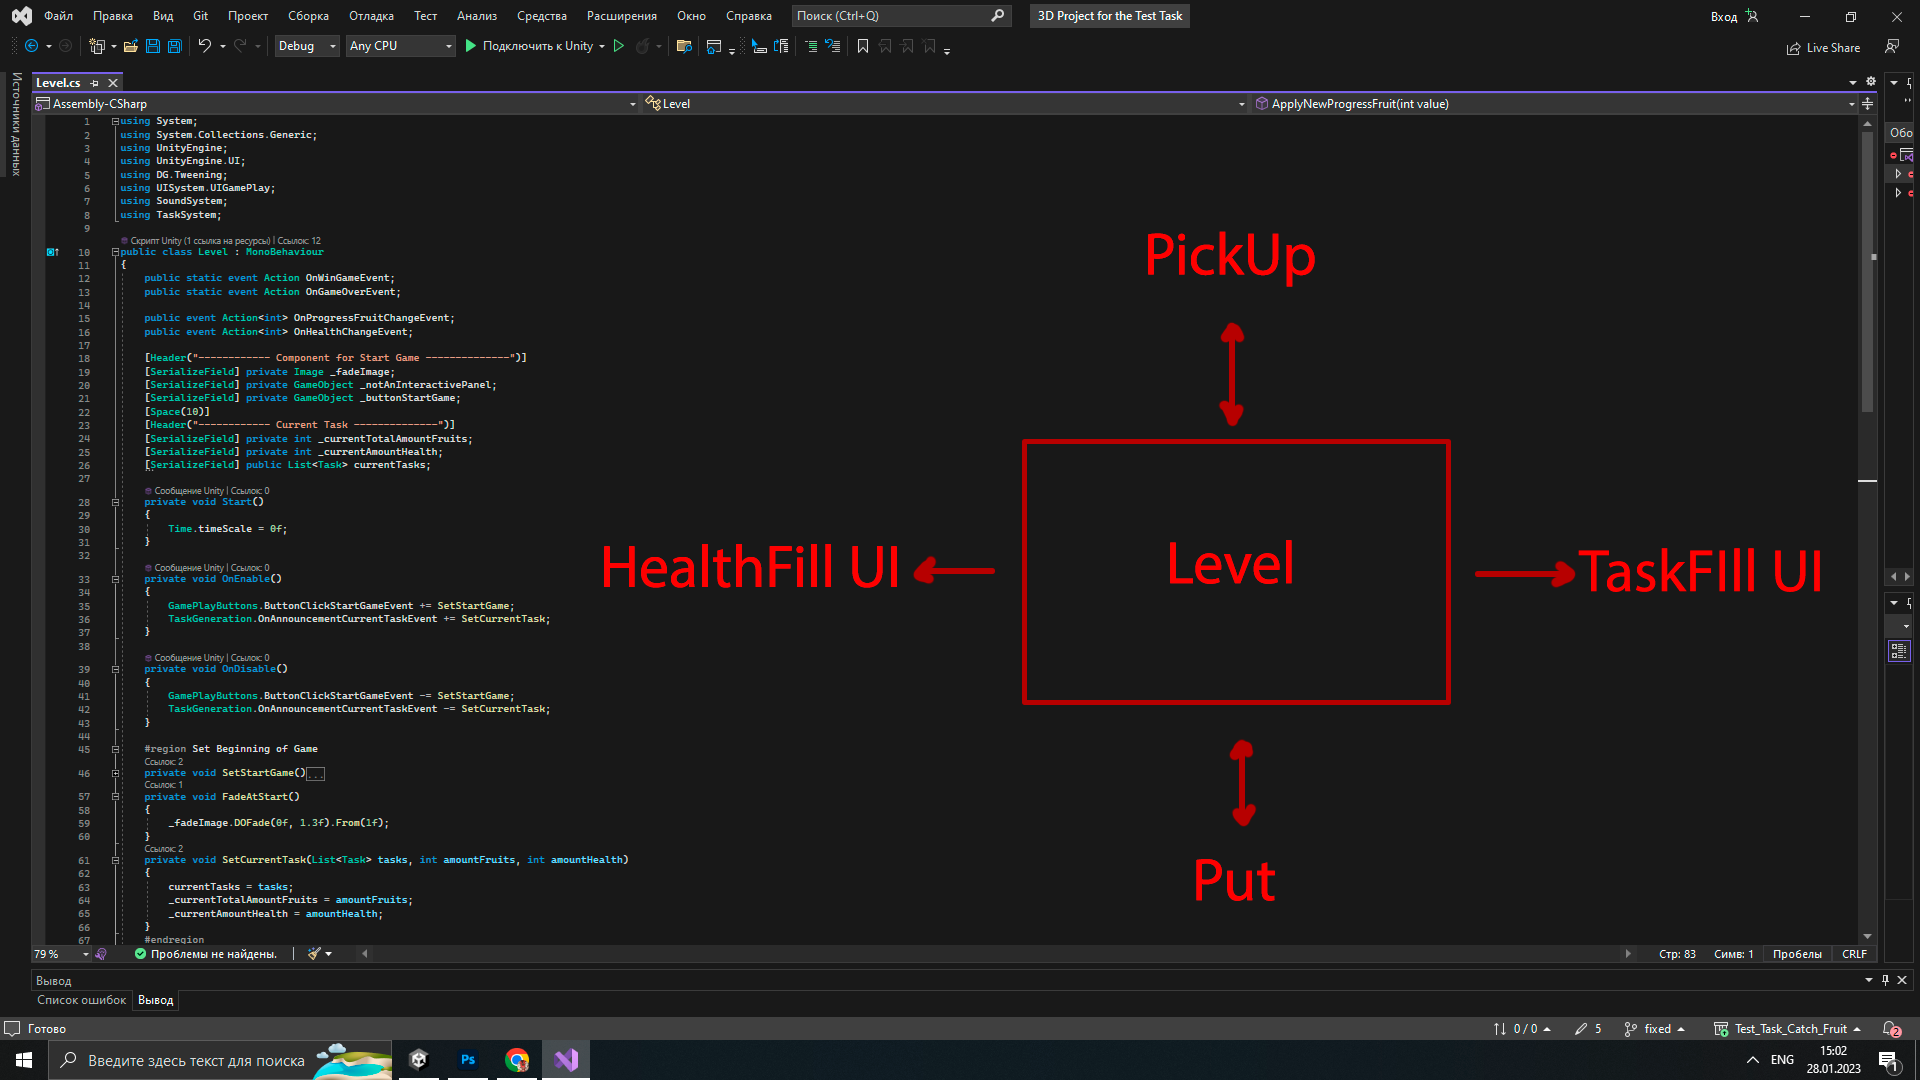 Файл Правка Вид Git Проект Сборка Отладка Тест Анализ Средства Расширения Окно Справка Поиск (Ctrl+Q) 3D Project for the Test Task Вход
Debug Any CPU Подключить к Unity Live Share
Источники данных
Level.cs
Assembly-CSharp Level ApplyNewProgressFruit(int value)
Обо
1 using System;
2 using System.Collections.Generic;
3 using UnityEngine;
4 using UnityEngine.UI;
5 using DG.Tweening;
6 using UISystem.UIGamePlay;
7 using SoundSystem;
8 using TaskSystem;
9
Скрипт Unity (1 ссылка на ресурсы) | Ссылок: 12
10 public class Level : MonoBehaviour
11 {
12 public static event Action OnWinGameEvent;
13 public static event Action OnGameOverEvent;
14
15 public event Action<int> OnProgressFruitChangeEvent;
16 public event Action<int> OnHealthChangeEvent;
17
18 [Header("------------ Component for Start Game --------------")]
19 [SerializeField] private Image _fadeImage;
20 [SerializeField] private GameObject _notAnInteractivePanel;
21 [SerializeField] private GameObject _buttonStartGame;
22 [Space(10)]
23 [Header("------------ Current Task --------------")]
24 [SerializeField] private int _currentTotalAmountFruits;
25 [SerializeField] private int _currentAmountHealth;
26 [SerializeField] public List<Task> currentTasks;
27
Сообщение Unity | Ссылок: 0
28 private void Start()
29 {
30 Time.timeScale = 0f;
31 }
32
Сообщение Unity | Ссылок: 0
33 private void OnEnable()
34 {
35 GamePlayButtons.ButtonClickStartGameEvent += SetStartGame;
36 TaskGeneration.OnAnnouncementCurrentTaskEvent += SetCurrentTask;
37 }
38
Сообщение Unity | Ссылок: 0
39 private void OnDisable()
40 {
41 GamePlayButtons.ButtonClickStartGameEvent -= SetStartGame;
42 TaskGeneration.OnAnnouncementCurrentTaskEvent -= SetCurrentTask;
43 }
44
45 #region Set Beginning of Game
Ссылок: 2
46 private void SetStartGame()...
Ссылок: 1
57 private void FadeAtStart()
58 {
59 _fadeImage.DOFade(0f, 1.3f).From(1f);
60 }
Ссылок: 2
61 private void SetCurrentTask(List<Task> tasks, int amountFruits, int amountHealth)
62 {
63 currentTasks = tasks;
64 _currentTotalAmountFruits = amountFruits;
65 _currentAmountHealth = amountHealth;
66 }
67 #endregion
PickUp
HealthFill UI
Level
TaskFIll UI
Put
79 % Проблемы не найдены. Стр: 83 Симв: 1 Пробелы CRLF
Вывод
Список ошибок Вывод
Готово 0 / 0 5 fixed Test_Task_Catch_Fruit 2
Введите здесь текст для поиска Ps ENG 15:02
28.01.2023 1